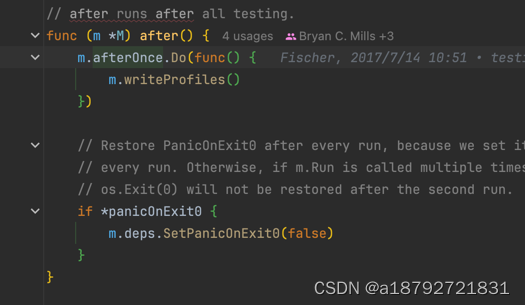 // after runs after all testing.
func (m *M) after() { 4 usages Bryan C. Mills +3
m.afterOnce.Do(func() { Fischer, 2017/7/14 10:51 • testi
m.writeProfiles()
})
// Restore PanicOnExit0 after every run, because we set it
// every run. Otherwise, if m.Run is called multiple times
// os.Exit(0) will not be restored after the second run.
if *panicOnExit0 {
m.deps.SetPanicOnExit0(false)
}
}
CSDN @a18792721831